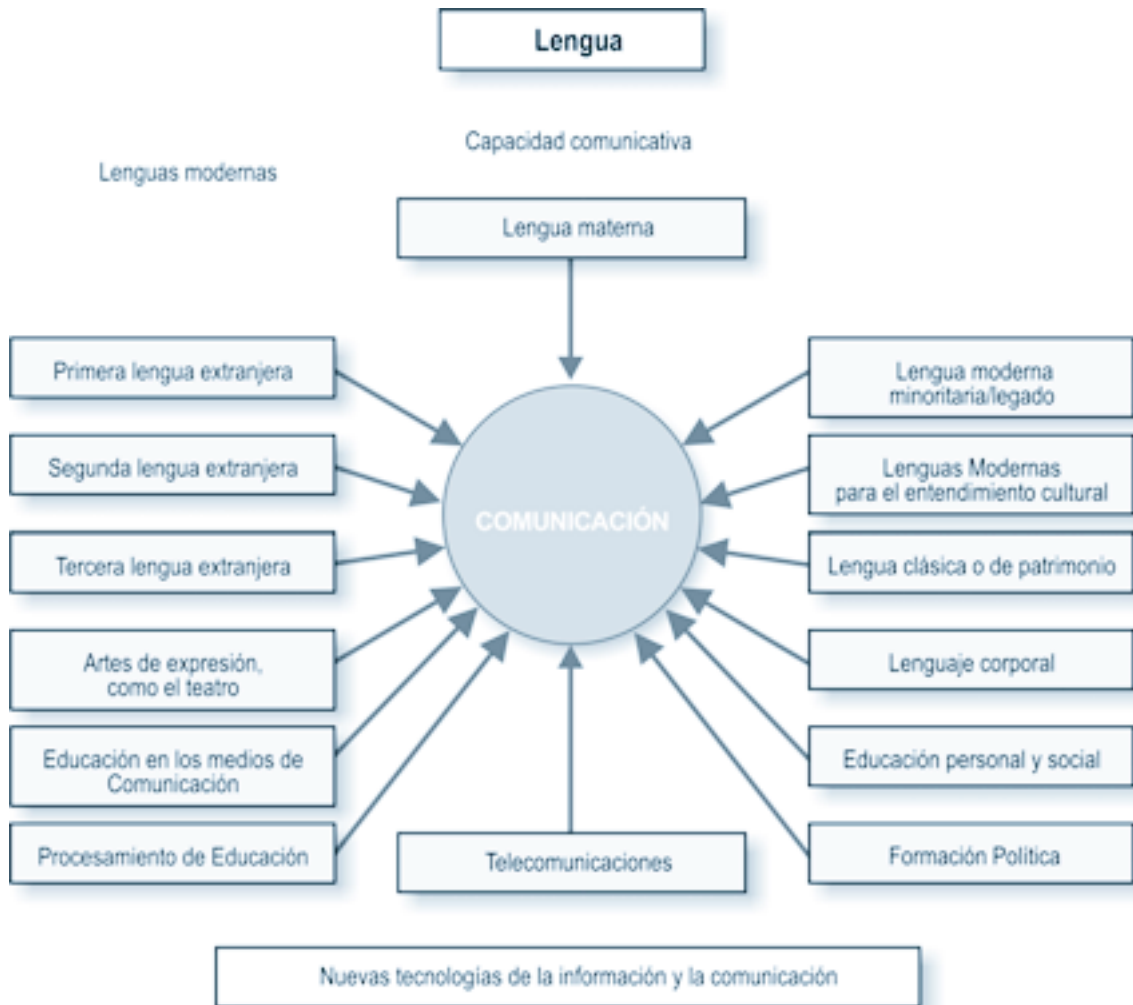 Lengua
Capacidad comunicativa
Lenguas modernas
Lengua materna
Primera lengua extranjera
Segunda lengua extranjera
Tercera lengua extranjera
Artes de expresión,
como el teatro
Educación en los medios de
Comunicación
Procesamiento de Educación
COMUNICACIÓN
Telecomunicaciones
Lengua moderna
minoritaria/legado
Lenguas Modernas
para el entendimiento cultural
Lengua clásica o de patrimonio
Lenguaje corporal
Educación personal y social
Formación Política
Nuevas tecnologías de la información y la comunicación